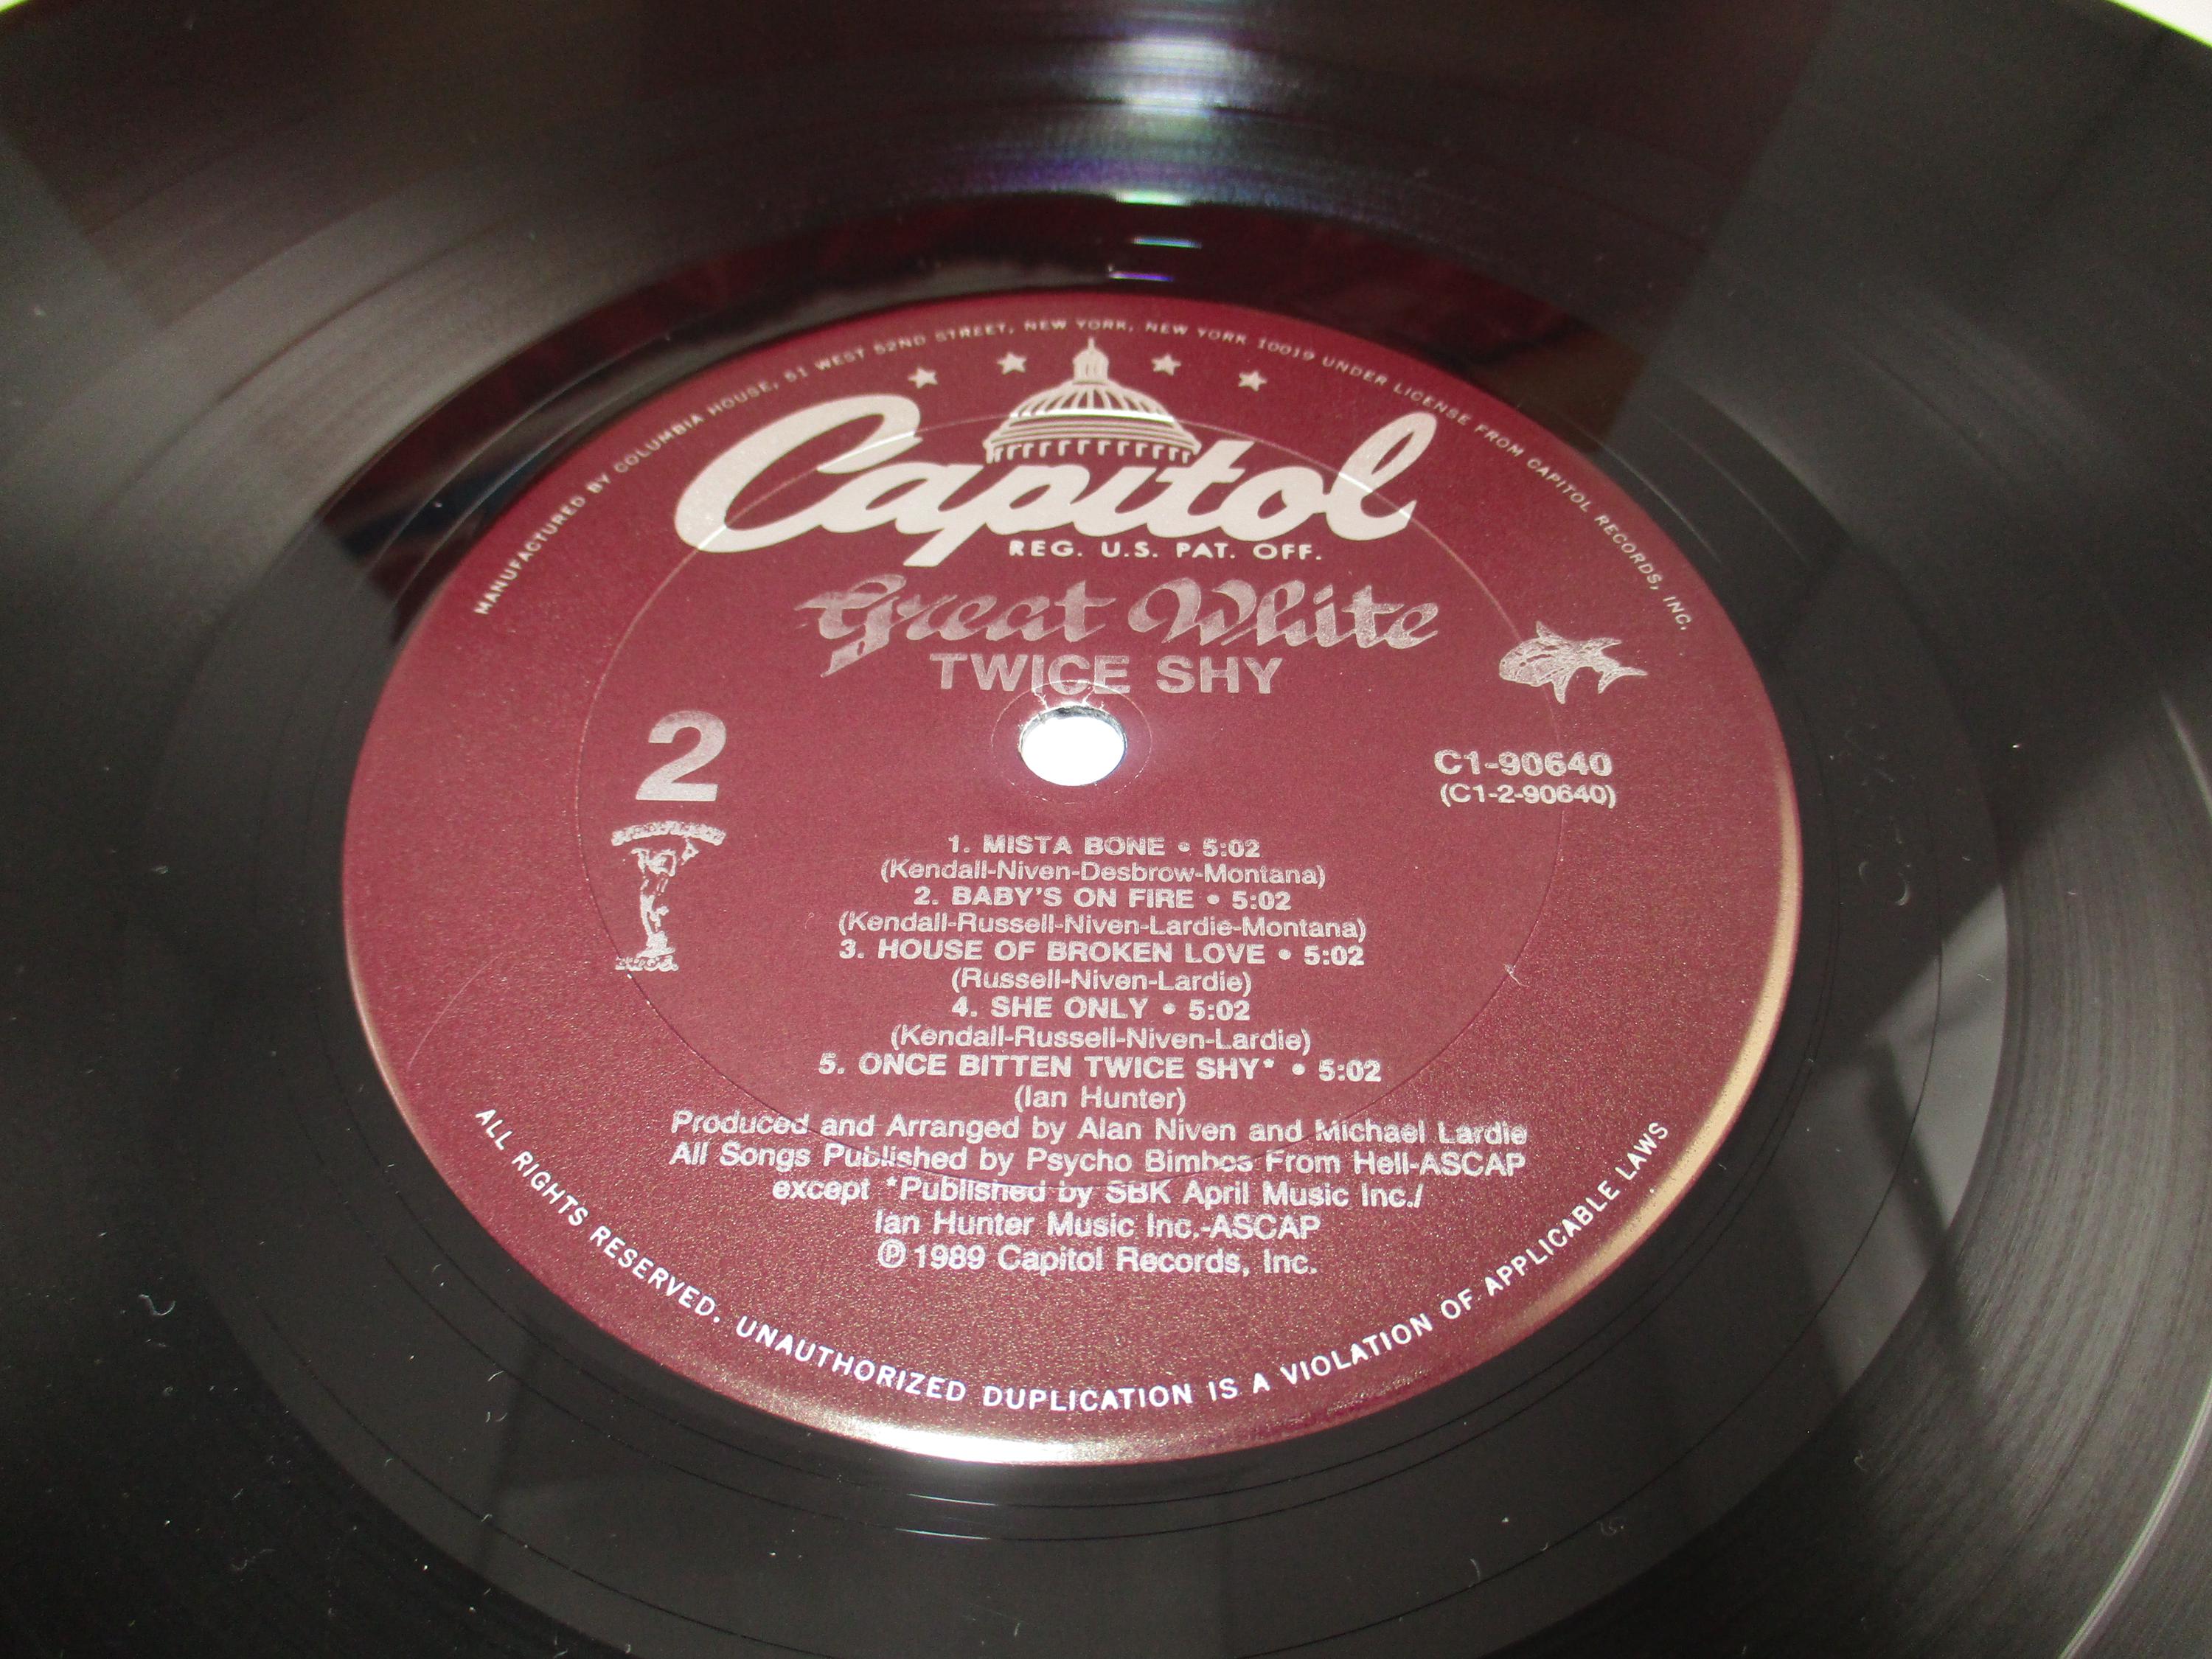 MANUFACTURED BY COLUMBIA HOUSE, 51 WEST 52ND STREET, NEW YORK, NEW YORK 10019 UNDER LICENSE FROM CAPITOL RECORDS, INC.
Capitol
REG. U.S. PAT. OFF.
Great White
TWICE SHY
2
C1-90640
(C1-2-90640)
1. MISTA BONE • 5:02
(Kendall-Niven-Desbrow-Montana)
2. BABY'S ON FIRE • 5:02
(Kendall-Russell-Niven-Lardie-Montana)
3. HOUSE OF BROKEN LOVE • 5:02
(Russell-Niven-Lardie)
4. SHE ONLY • 5:02
(Kendall-Russell-Niven-Lardie)
5. ONCE BITTEN TWICE SHY* • 5:02
(Ian Hunter)
Produced and Arranged by Alan Niven and Michael Lardie
All Songs Published by Psycho Bimbos From Hell-ASCAP
except *Published by SBK April Music Inc./
Ian Hunter Music Inc.-ASCAP
℗ 1989 Capitol Records, Inc.
ALL RIGHTS RESERVED. UNAUTHORIZED DUPLICATION IS A VIOLATION OF APPLICABLE LAWS